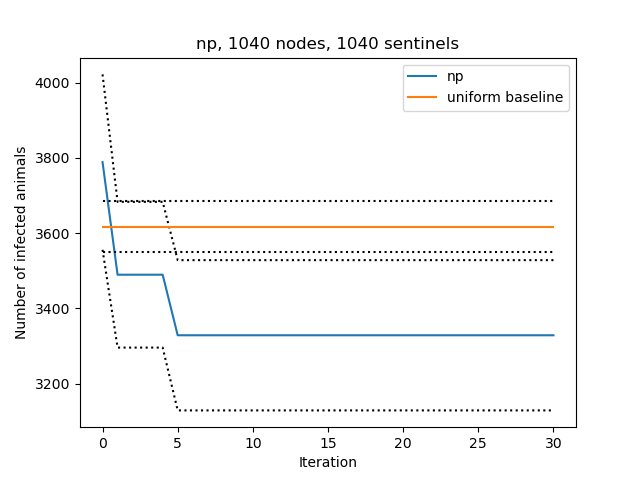 np, 1040 nodes, 1040 sentinels
np
uniform baseline
Number of infected animals
4000
3800
3600
3400
3200
0 5 10 15 20 25 30
Iteration